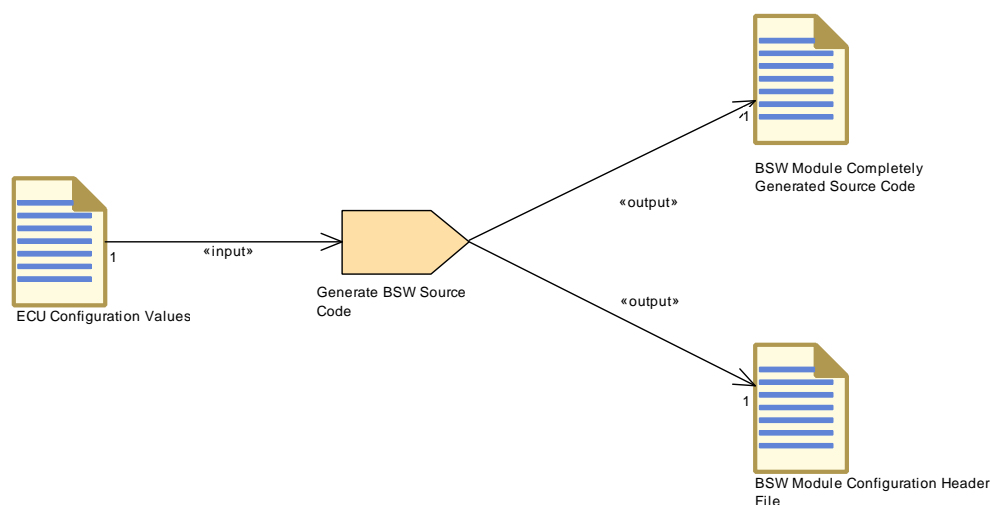 1
BSW Module Completely
Generated Source Code
«output»
1
«input»
Generate BSW Source
Code
ECU Configuration Values
«output»
1
BSW Module Configuration Header
File